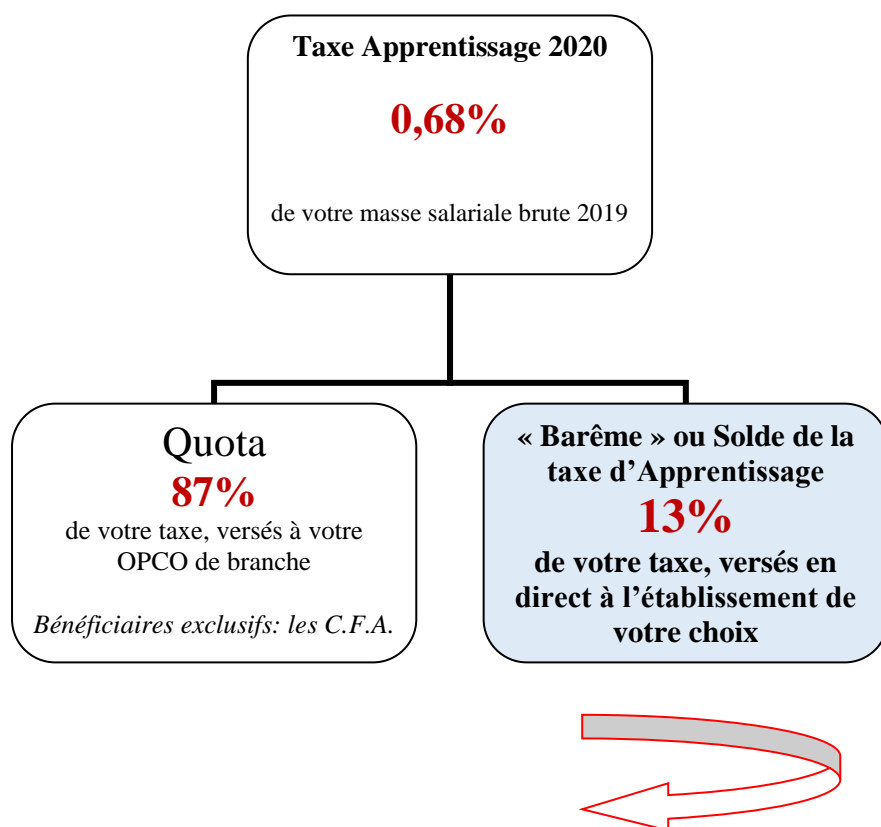 Taxe Apprentissage 2020
0,68%
de votre masse salariale brute 2019
Quota
87%
de votre taxe, versés à votre
OPCO de branche
Bénéficiaires exclusifs: les C.F.A.
« Barême » ou Solde de la
taxe d’Apprentissage
13%
de votre taxe, versés en
direct à l’établissement de
votre choix